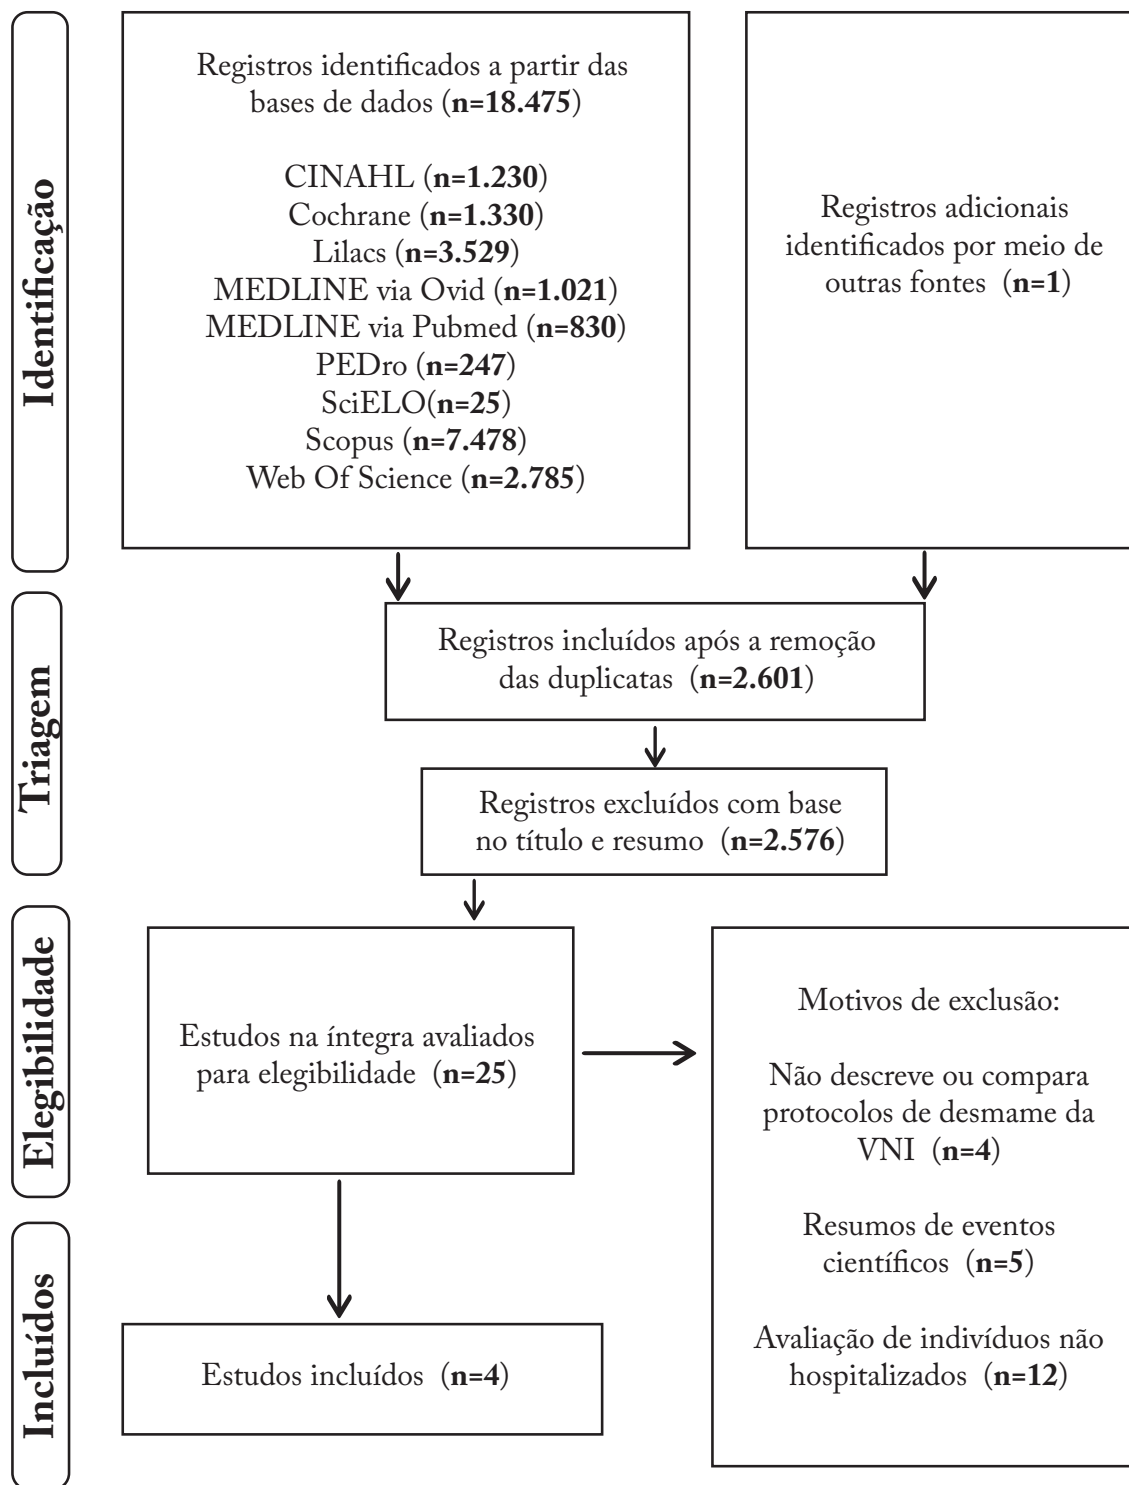 Identificação
Registros identificados a partir das
bases de dados (n=18.475)
CINAHL (n=1.230)
Cochrane (n=1.330)
Lilacs (n=3.529)
MEDLINE via Ovid (n=1.021)
MEDLINE via Pubmed (n=830)
PEDro (n=247)
SciELO(n=25)
Scopus (n=7.478)
Web Of Science (n=2.785)
Registros adicionais
identificados por meio de
outras fontes (n=1)
Triagem
Registros incluídos após a remoção
das duplicatas (n=2.601)
Registros excluídos com base
no título e resumo (n=2.576)
Elegibilidade
Estudos na íntegra avaliados
para elegibilidade (n=25)
Motivos de exclusão:
Não descreve ou compara
protocolos de desmame da
VNI (n=4)
Resumos de eventos
científicos (n=5)
Avaliação de indivíduos não
hospitalizados (n=12)
Incluídos
Estudos incluídos (n=4)